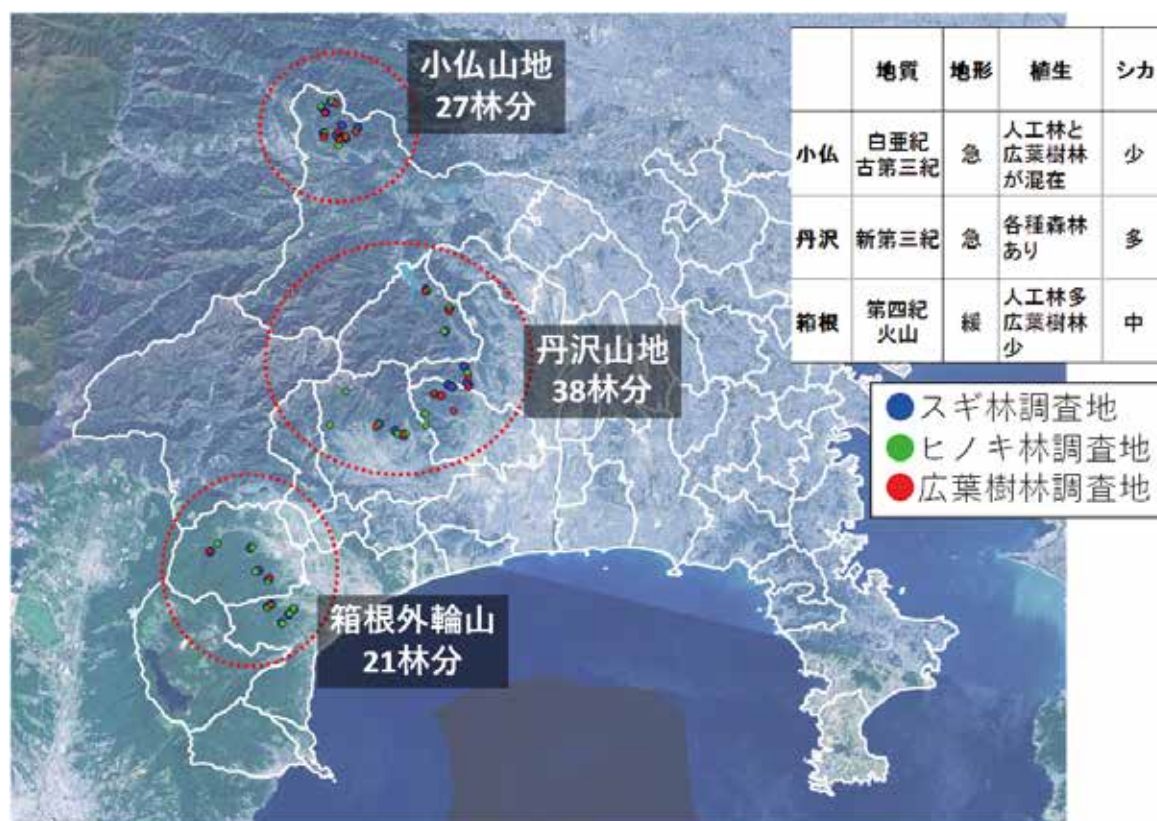 小仏山地
27林分
丹沢山地
38林分
箱根外輪山
21林分
地質 地形 植生 シカ
小仏 白亜紀 古第三紀 急 人工林と広葉樹林が混在 少
丹沢 新第三紀 急 各種森林あり 多
箱根 第四紀 火山 緩 人工林多 広葉樹林少 中
スギ林調査地
ヒノキ林調査地
広葉樹林調査地